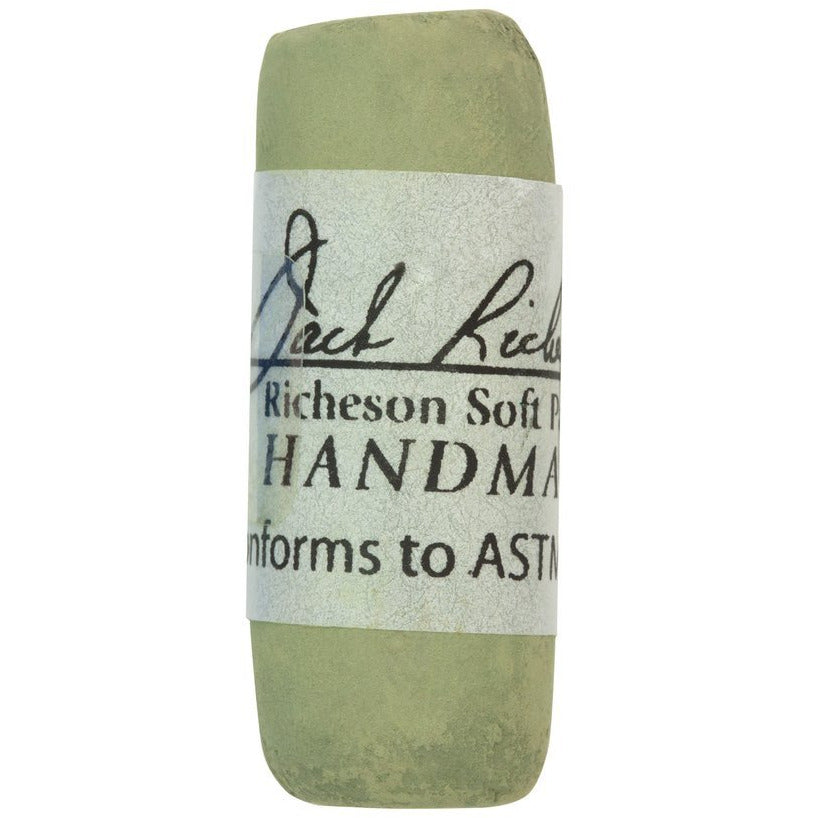 Jack Riche
Richeson Soft P
HANDMA
nforms to ASTM